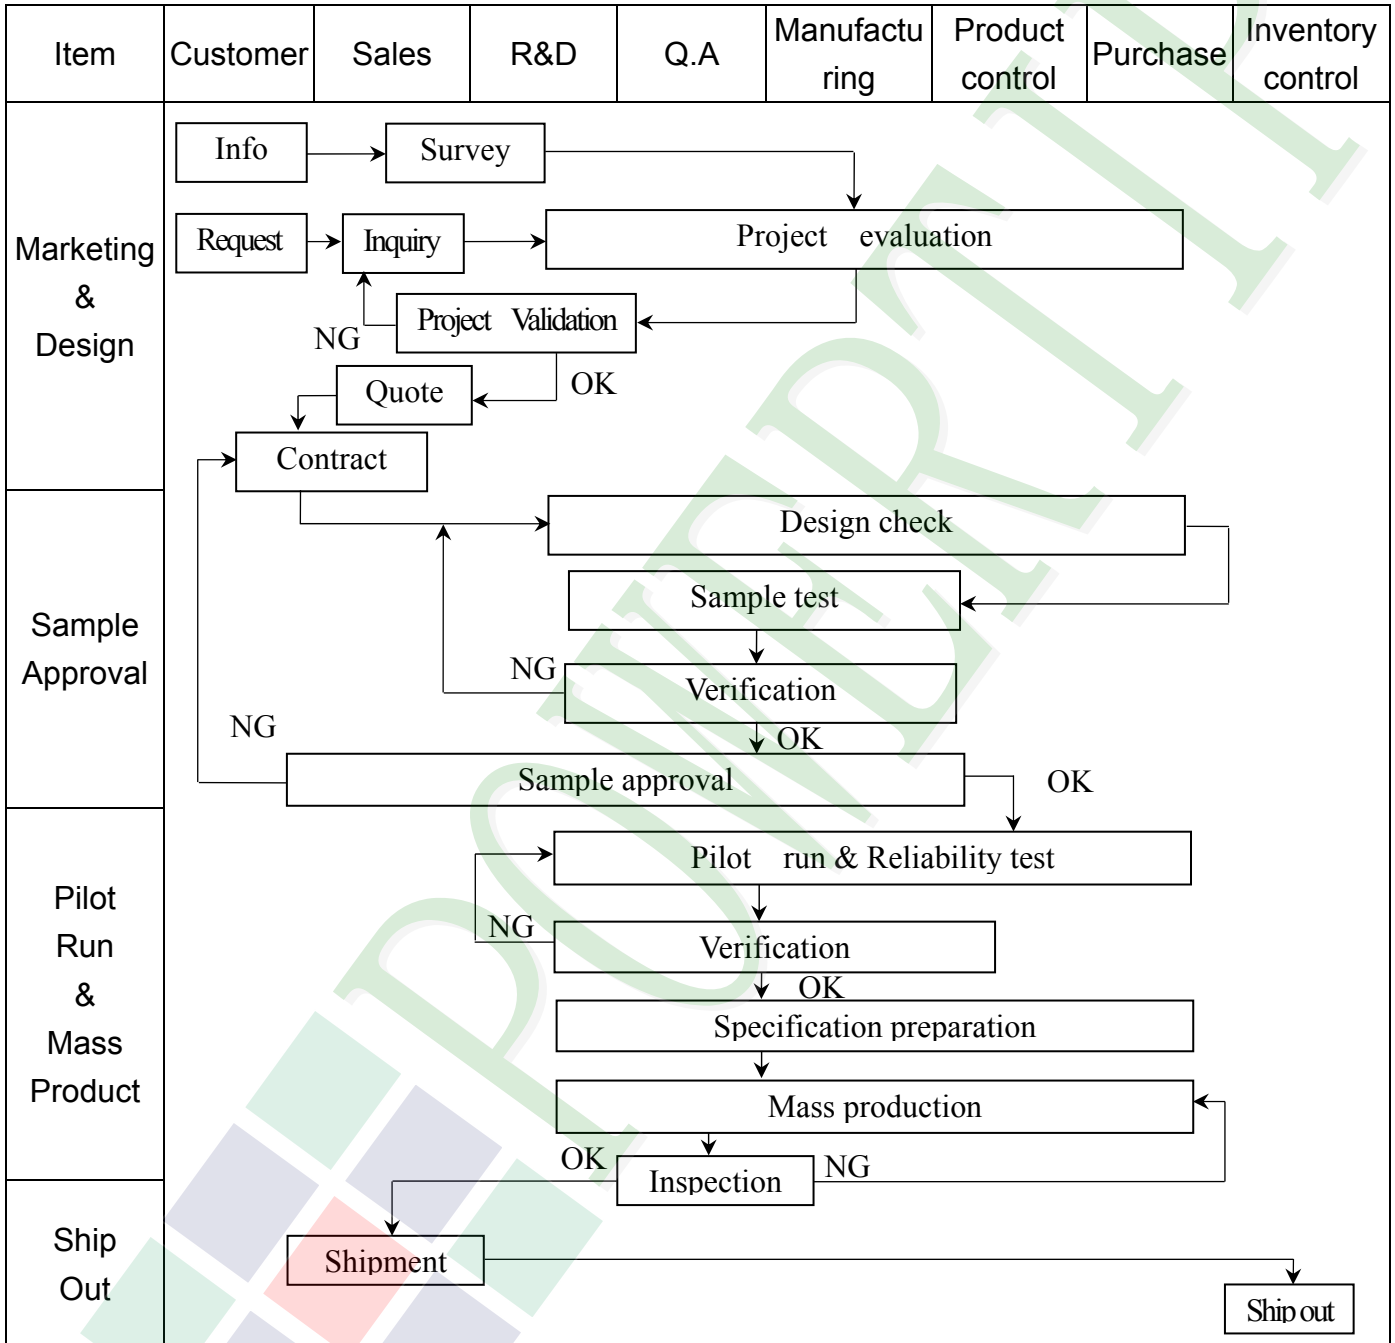 Item
Customer
Sales
R&D
Q.A
Manufactu
ring
Product
control
Purchase
Inventory
control
Marketing
&
Design
Info
Survey
Request
Inquiry
Project evaluation
NG
Project Validation
Quote
OK
Contract
Sample
Approval
Design check
Sample test
NG
Verification
NG
OK
Sample approval
OK
Pilot
Run
&
Mass
Product
Pilot run & Reliability test
NG
Verification
OK
Specification preparation
Mass production
OK
Inspection
NG
Ship
Out
Shipment
Ship out
POWERTIP